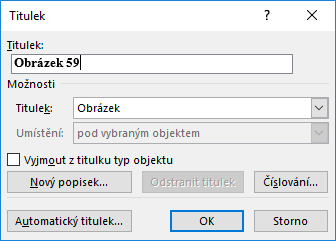 Titulek
Titulek:
Obrázek 59
Možnosti
Titulek: Obrázek
Umístění: pod vybraným objektem
Vyjmout z titulku typ objektu
Nový popisek... Odstranit titulek Číslování...
Automatický titulek... OK Storno